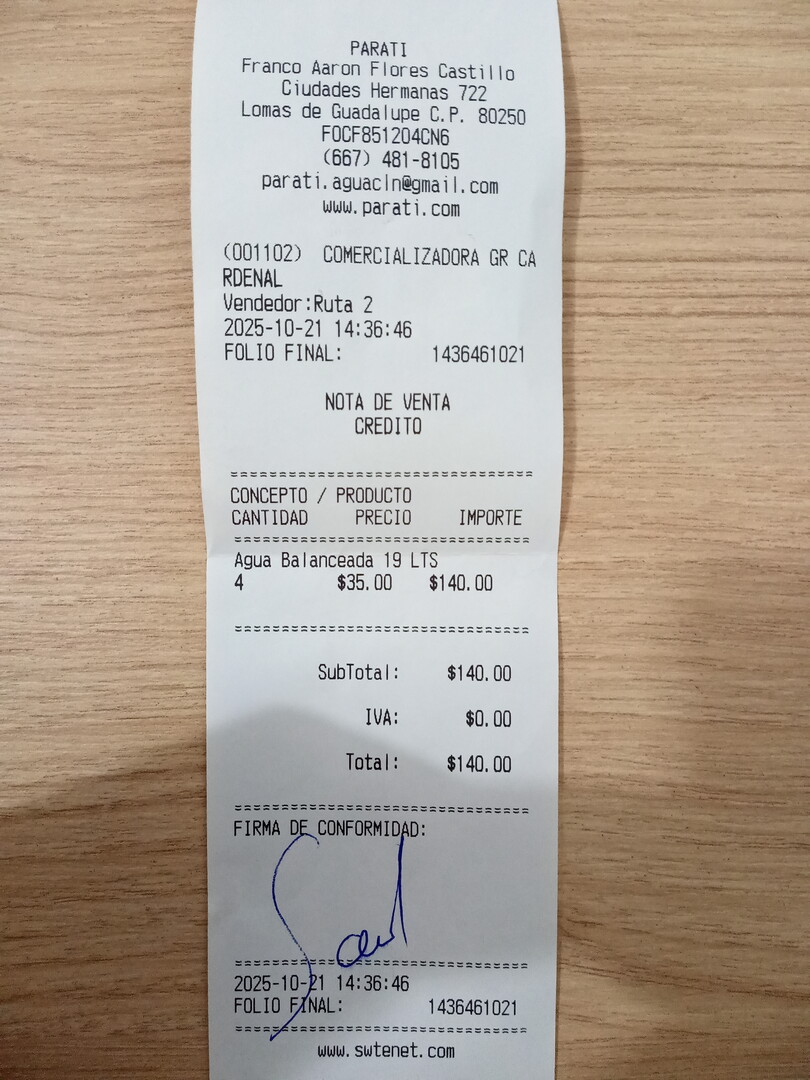 PARATI
Franco Aaron Flores Castillo
Ciudades Hermanas 722
Lomas de Guadalupe C.P. 80250
FOCF851204CN6
(667) 481-8105
parati.aguacln@gmail.com
www.parati.com
(001102) COMERCIALIZADORA GR CA
RDENAL
Vendedor:Ruta 2
2025-10-21 14:36:46
FOLIO FINAL: 1436461021
NOTA DE VENTA
CREDITO
CONCEPTO / PRODUCTO
CANTIDAD PRECIO IMPORTE
Agua Balanceada 19 LTS
4 $35.00 $140.00
SubTotal: $140.00
IVA: $0.00
Total: $140.00
FIRMA DE CONFORMIDAD:
2025-10-21 14:36:46
FOLIO FINAL: 1436461021
www.swtenet.com